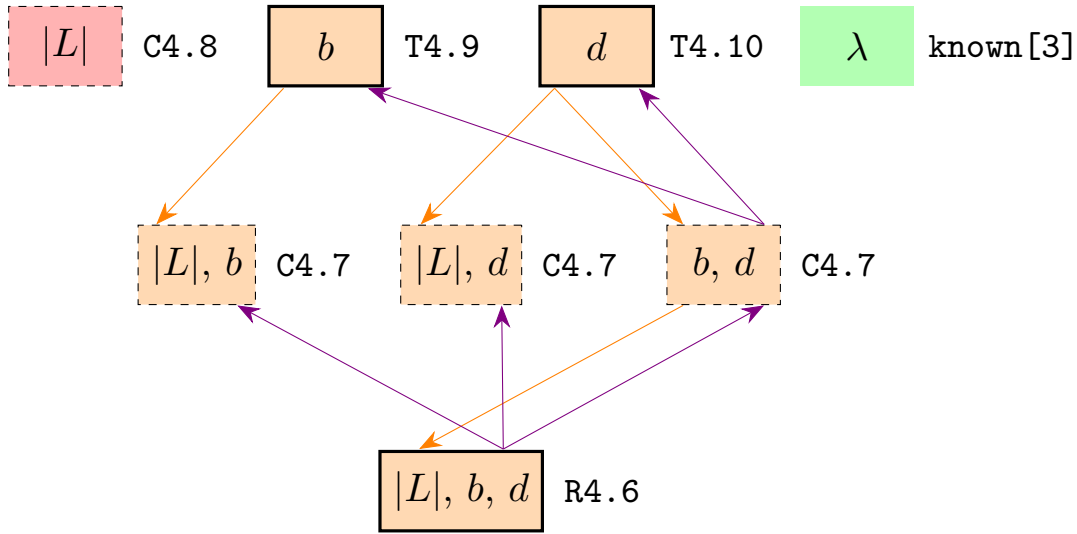 |L| C4.8 b T4.9 d T4.10 λ known[3]
|L|, b C4.7 |L|, d C4.7 b, d C4.7
|L|, b, d R4.6